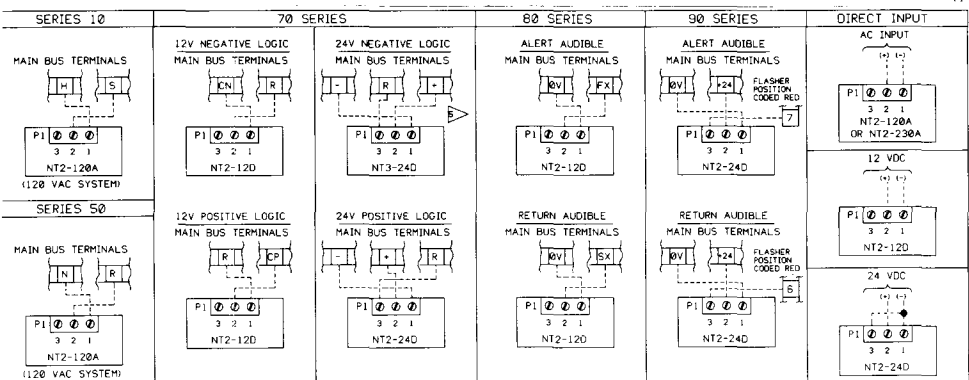 SERIES 10
MAIN BUS TERMINALS
H S
P1
3 2 1
NT2-120A
(120 VAC SYSTEM)
SERIES 50
MAIN BUS TERMINALS
N R
P1
3 2 1
NT2-120A
(120 VAC SYSTEM)
70 SERIES
12V NEGATIVE LOGIC
MAIN BUS TERMINALS
CN R
P1
3 2 1
NT2-12D
24V NEGATIVE LOGIC
MAIN BUS TERMINALS
- R +
5
P1
3 2 1
NT3-24D
12V POSITIVE LOGIC
MAIN BUS TERMINALS
R CP
P1
3 2 1
NT2-12D
24V POSITIVE LOGIC
MAIN BUS TERMINALS
- + R
P1
3 2 1
NT2-24D
80 SERIES
ALERT AUDIBLE
MAIN BUS TERMINALS
0V FX
P1
3 2 1
NT2-12D
RETURN AUDIBLE
MAIN BUS TERMINALS
0V SX
P1
3 2 1
NT2-12D
90 SERIES
ALERT AUDIBLE
MAIN BUS TERMINALS
0V +24
FLASHER
POSITION
CODED RED
7
P1
3 2 1
NT2-24D
RETURN AUDIBLE
MAIN BUS TERMINALS
0V +24
FLASHER
POSITION
CODED RED
6
P1
3 2 1
NT2-24D
DIRECT INPUT
AC INPUT
(+) (-)
P1
3 2 1
NT2-120A
OR NT2-230A
12 VDC
(+) (-)
P1
3 2 1
NT2-12D
24 VDC
(+) (-)
P1
3 2 1
NT2-24D